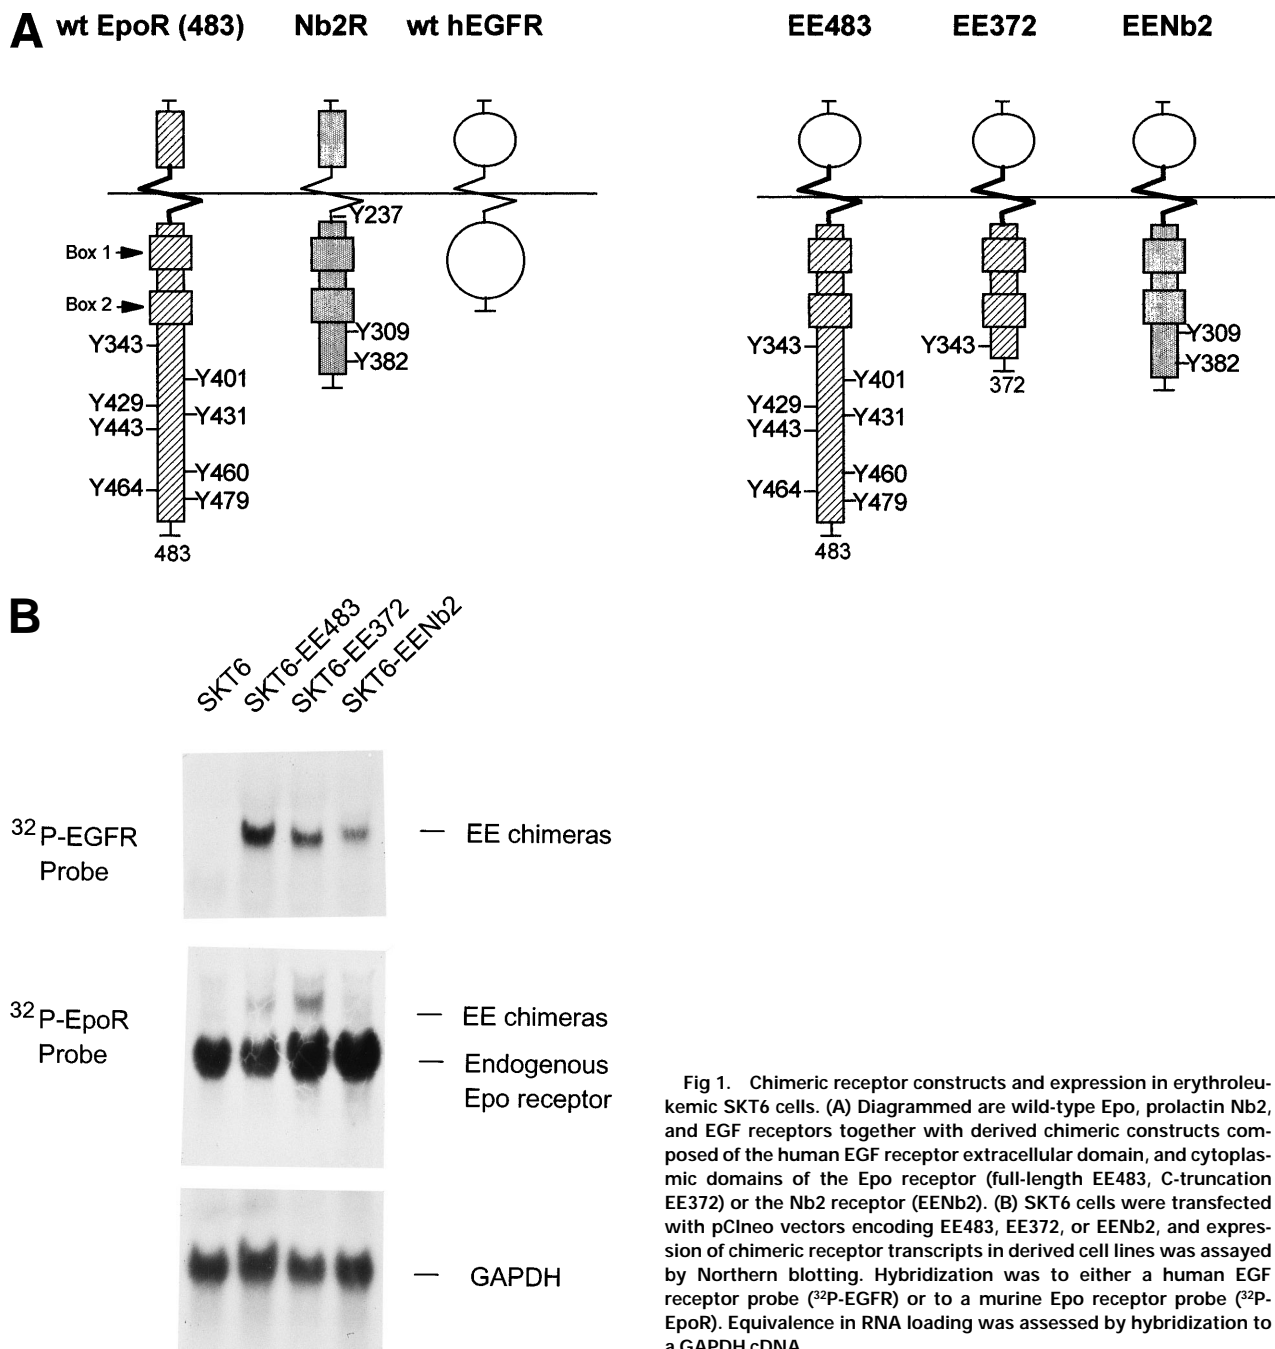 A
wt EpoR (483) Nb2R wt hEGFR EE483 EE372 EENb2
Box 1
Box 2
Y343
Y401
Y429
Y431
Y443
Y460
Y464
Y479
483
Y237
Y309
Y382
Y343
Y401
Y429
Y431
Y443
Y460
Y464
Y479
483
Y343
372
Y309
Y382
B
SKT6
SKT6-EE483
SKT6-EE372
SKT6-EENb2
32P-EGFR
Probe
EE chimeras
32P-EpoR
Probe
EE chimeras
Endogenous
Epo receptor
GAPDH
Fig 1. Chimeric receptor constructs and expression in erythroleu-
kemic SKT6 cells. (A) Diagrammed are wild-type Epo, prolactin Nb2,
and EGF receptors together with derived chimeric constructs com-
posed of the human EGF receptor extracellular domain, and cytoplas-
mic domains of the Epo receptor (full-length EE483, C-truncation
EE372) or the Nb2 receptor (EENb2). (B) SKT6 cells were transfected
with pCIneo vectors encoding EE483, EE372, or EENb2, and expres-
sion of chimeric receptor transcripts in derived cell lines was assayed
by Northern blotting. Hybridization was to either a human EGF
receptor probe (32P-EGFR) or to a murine Epo receptor probe (32P-
EpoR). Equivalence in RNA loading was assessed by hybridization to
a GAPDH cDNA